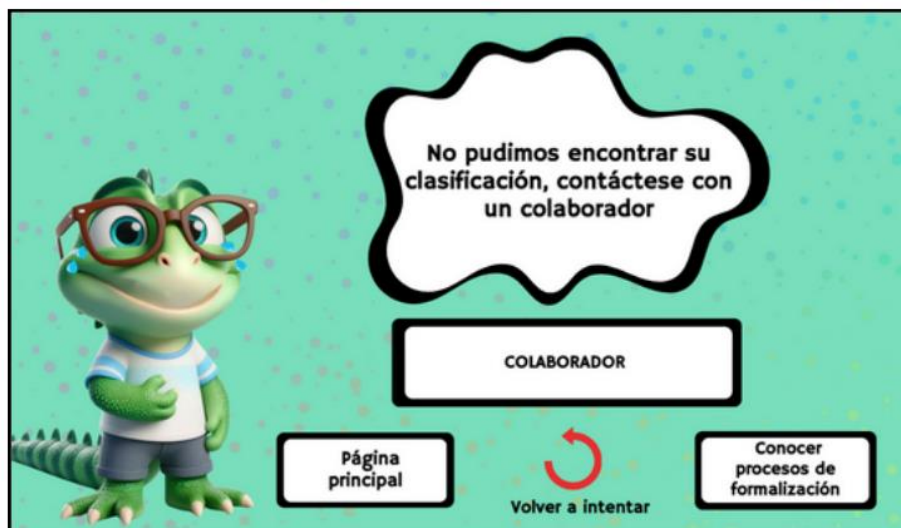 No pudimos encontrar su
clasificación, contáctese con
un colaborador
COLABORADOR
Página
principal
Volver a intentar
Conocer
procesos de
formalización